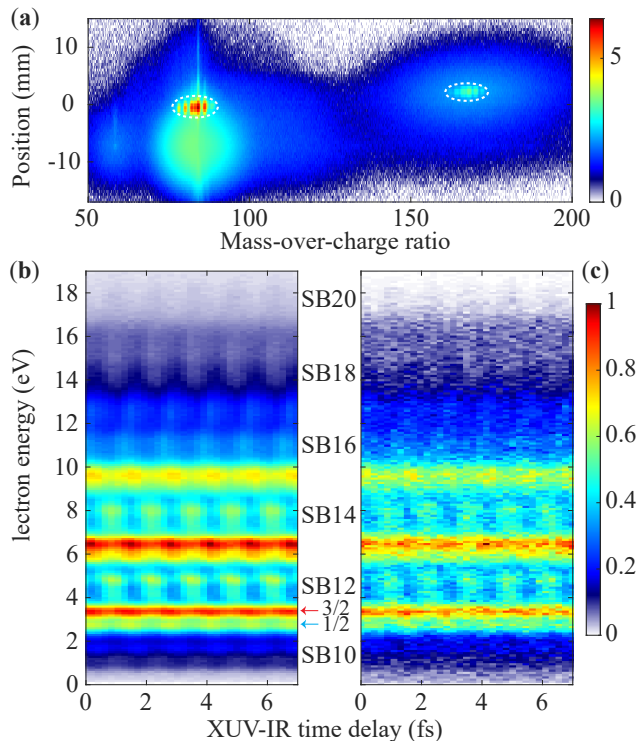 (a)
Position (mm)
10
0
-10
50
100
150
200
Mass-over-charge ratio
5
0
(b)
lectron energy (eV)
18
16
14
12
10
8
6
4
2
0
0
2
4
6
SB20
SB18
SB16
SB14
SB12
← 3/2
← 1/2
SB10
(c)
0
2
4
6
1
0.8
0.6
0.4
0.2
0
XUV-IR time delay (fs)